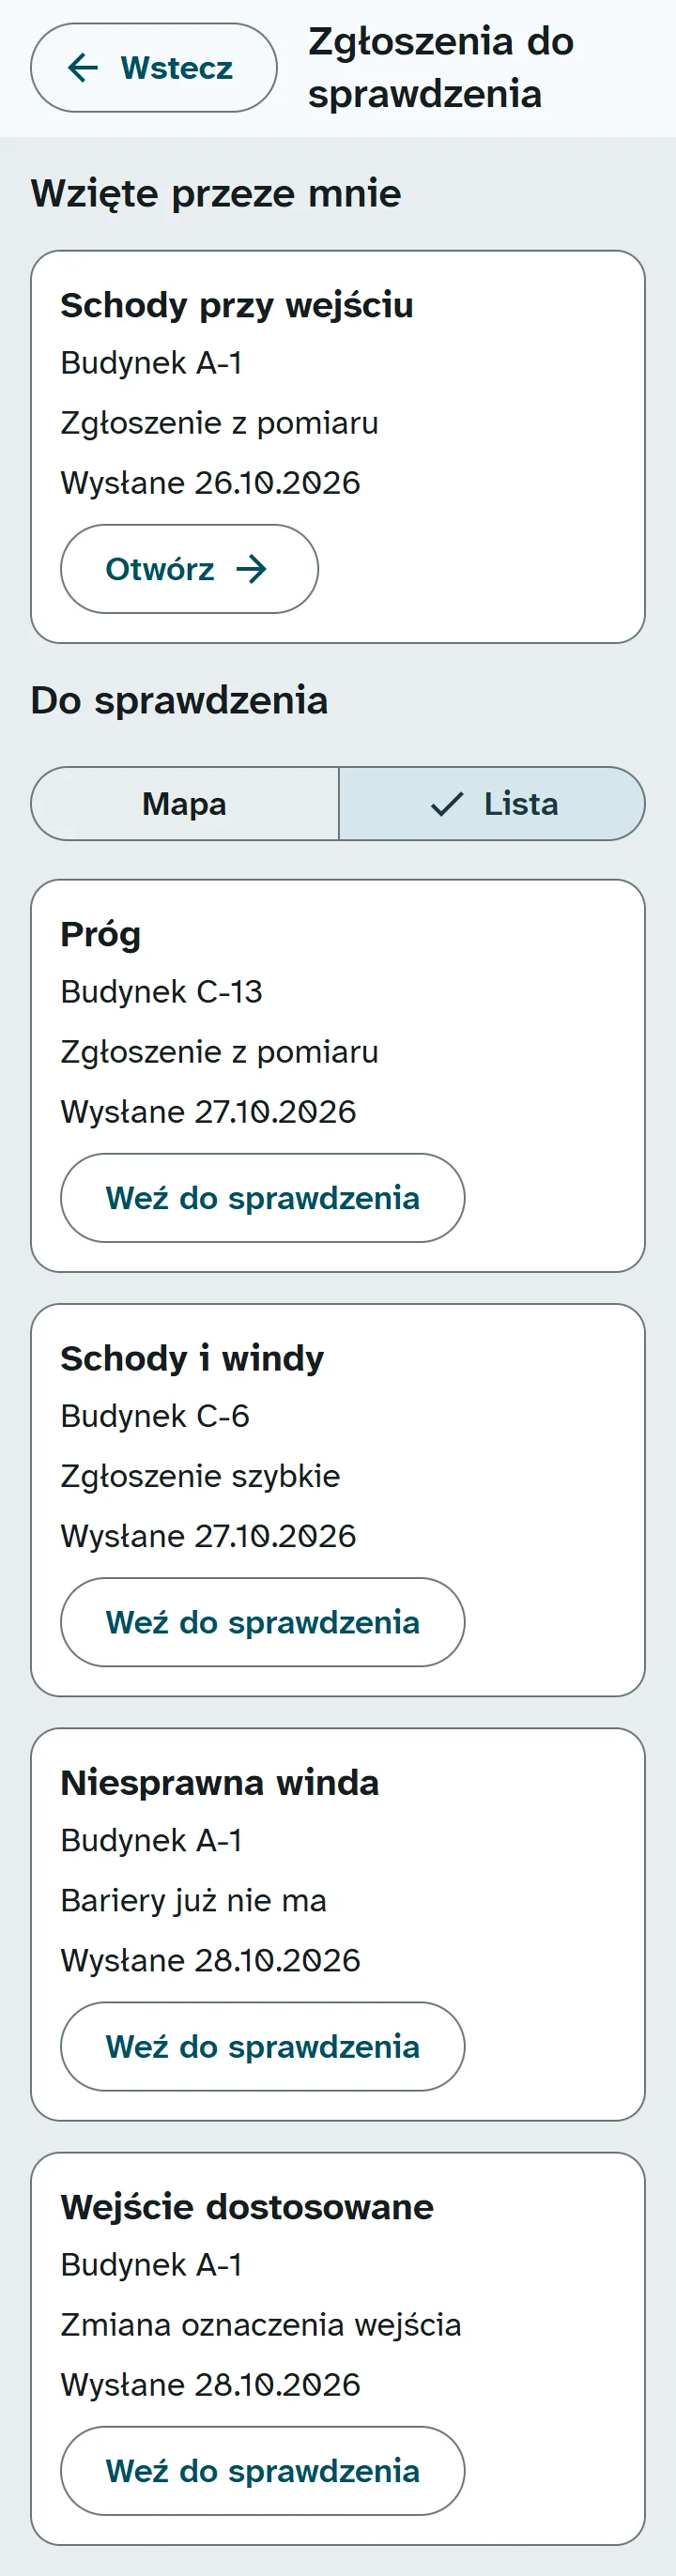 Wstecz
Zgłoszenia do
sprawdzenia
Wzięte przeze mnie
Schody przy wejściu
Budynek A-1
Zgłoszenie z pomiaru
Wysłane 26.10.2026
Otwórz
Do sprawdzenia
Mapa
Lista
Próg
Budynek C-13
Zgłoszenie z pomiaru
Wysłane 27.10.2026
Weź do sprawdzenia
Schody i windy
Budynek C-6
Zgłoszenie szybkie
Wysłane 27.10.2026
Weź do sprawdzenia
Niesprawna winda
Budynek A-1
Bariery już nie ma
Wysłane 28.10.2026
Weź do sprawdzenia
Wejście dostosowane
Budynek A-1
Zmiana oznaczenia wejścia
Wysłane 28.10.2026
Weź do sprawdzenia